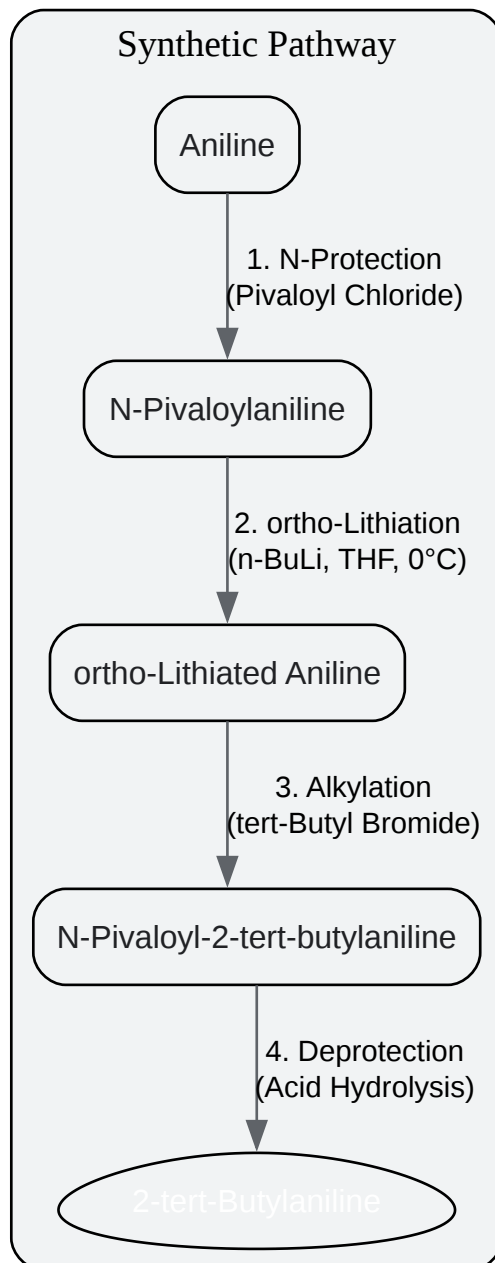 Synthetic Pathway
Aniline
1. N-Protection
(Pivaloyl Chloride)
N-Pivaloylaniline
2. ortho-Lithiation
(n-BuLi, THF, 0°C)
ortho-Lithiated Aniline
3. Alkylation
(tert-Butyl Bromide)
N-Pivaloyl-2-tert-butylaniline
4. Deprotection
(Acid Hydrolysis)
2-tert-Butylaniline